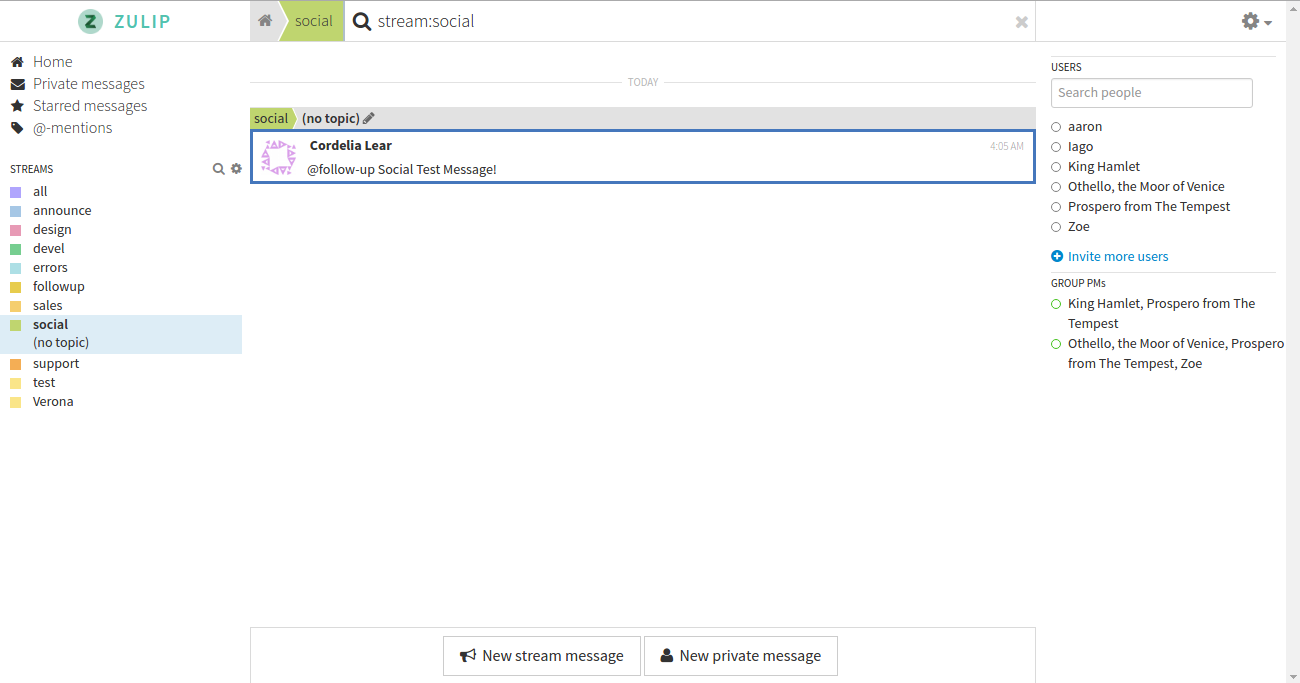 ZULIP
social
stream:social
Home
Private messages
Starred messages
@-mentions
STREAMS
all
announce
design
devel
errors
followup
sales
social
(no topic)
support
test
Verona
TODAY
social (no topic)
Cordelia Lear 4:05 AM
@follow-up Social Test Message!
New stream message
New private message
USERS
Search people
aaron
Iago
King Hamlet
Othello, the Moor of Venice
Prospero from The Tempest
Zoe
Invite more users
GROUP PMs
King Hamlet, Prospero from The
Tempest
Othello, the Moor of Venice, Prospero
from The Tempest, Zoe